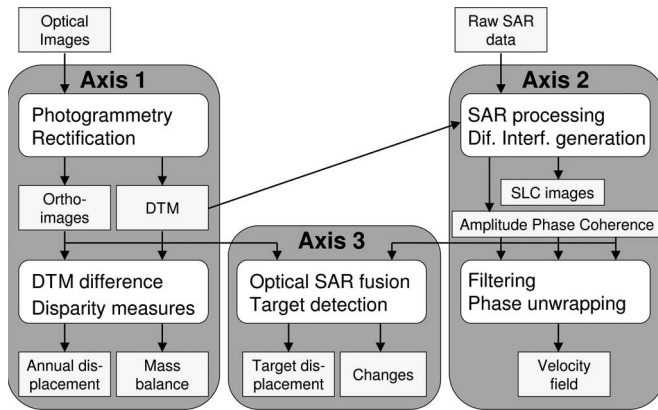 Optical
Images
Raw SAR
data
Axis 1
Axis 2
Photogrammetry
Rectification
SAR processing
Dif. Interf. generation
Ortho-
images
DTM
SLC images
Amplitude Phase Coherence
Axis 3
DTM difference
Disparity measures
Optical SAR fusion
Target detection
Filtering
Phase unwrapping
Annual dis-
placement
Mass
balance
Target dis-
placement
Changes
Velocity
field